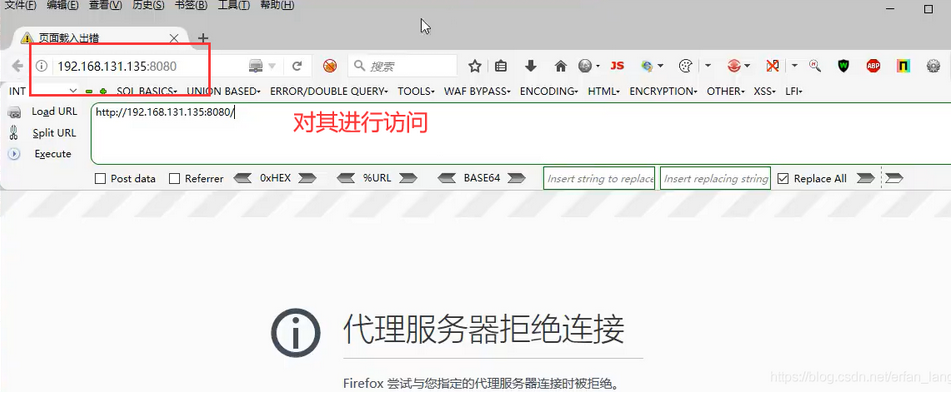 文件(F) 编辑(E) 查看(V) 历史(S) 书签(B) 工具(T) 帮助(H)
页面载入出错
192.168.131.135:8080 搜索 JS ABP
INT SQL BASICS UNION BASED ERROR/DOUBLE QUERY TOOLS WAF BYPASS ENCODING HTML ENCRYPTION OTHER XSS LFI
Load URL http://192.168.131.135:8080/
对其进行访问
Split URL
Execute
Post data Referrer 0xHEX %URL BASE64 Insert string to replace Insert replacing string Replace All
代理服务器拒绝连接
https://blog.csdn.net/arlan_lang
Firefox 尝试与您指定的代理服务器连接时被拒绝。